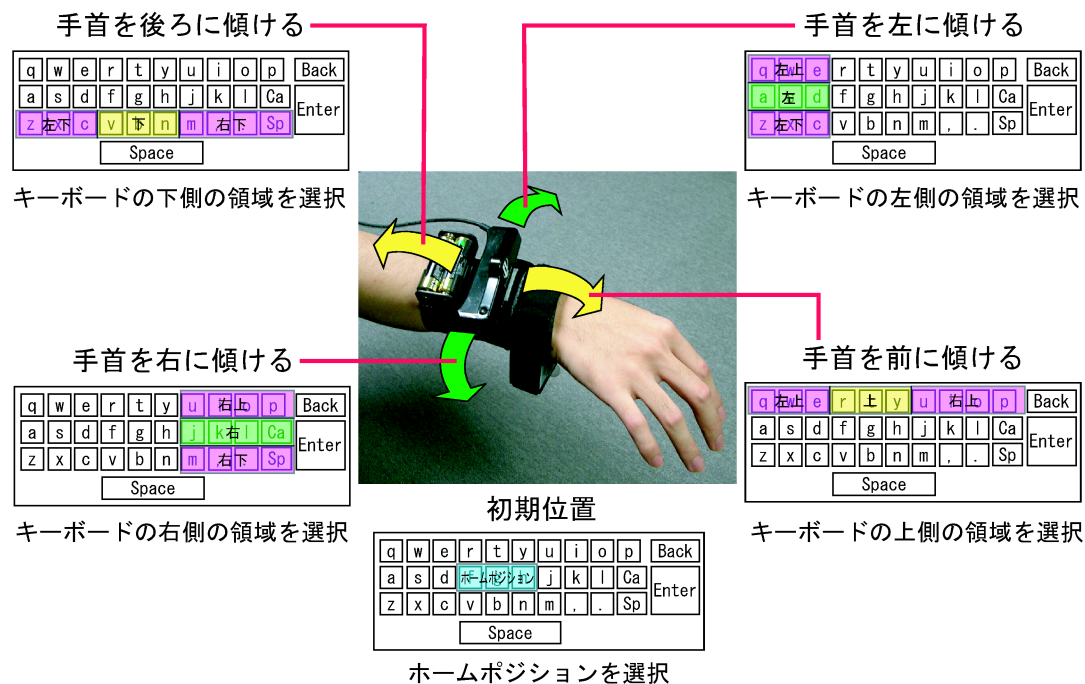 手首を後ろに傾ける
q w e r t y u i o p Back
a s d f g h j k l Ca Enter
z 左下 c v 下 n m 右下 Sp
Space
キーボードの下側の領域を選択
手首を左に傾ける
q 左上 e r t y u i o p Back
a 左 d f g h j k l Ca Enter
z 左下 c v b n m , . Sp
Space
キーボードの左側の領域を選択
手首を右に傾ける
q w e r t y u 右上 p Back
a s d f g h j k 右 l Ca Enter
z x c v b n m 右下 Sp
Space
キーボードの右側の領域を選択
手首を前に傾ける
q 左上 e r 上 y u 右上 p Back
a s d f g h j k l Ca Enter
z x c v b n m , . Sp
Space
キーボードの上側の領域を選択
初期位置
q w e r t y u i o p Back
a s d ホームポジション j k l Ca Enter
z x c v b n m , . Sp
Space
ホームポジションを選択